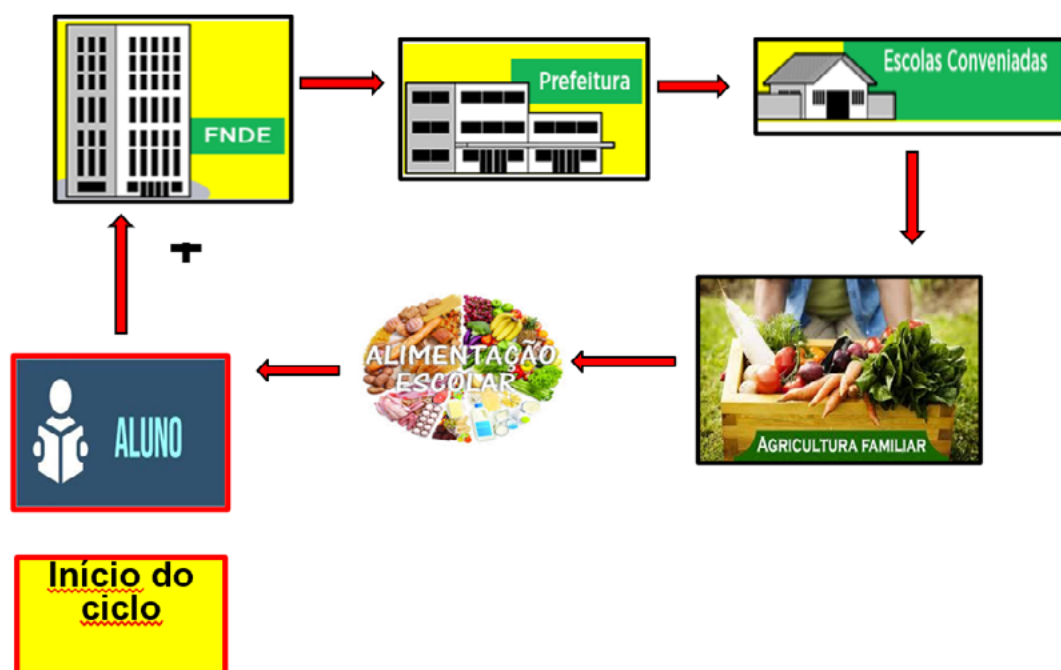 FNDE
Prefeitura
Escolas Conveniadas
ALIMENTAÇÃO
ESCOLAR
AGRICULTURA FAMILIAR
ALUNO
Início do
ciclo